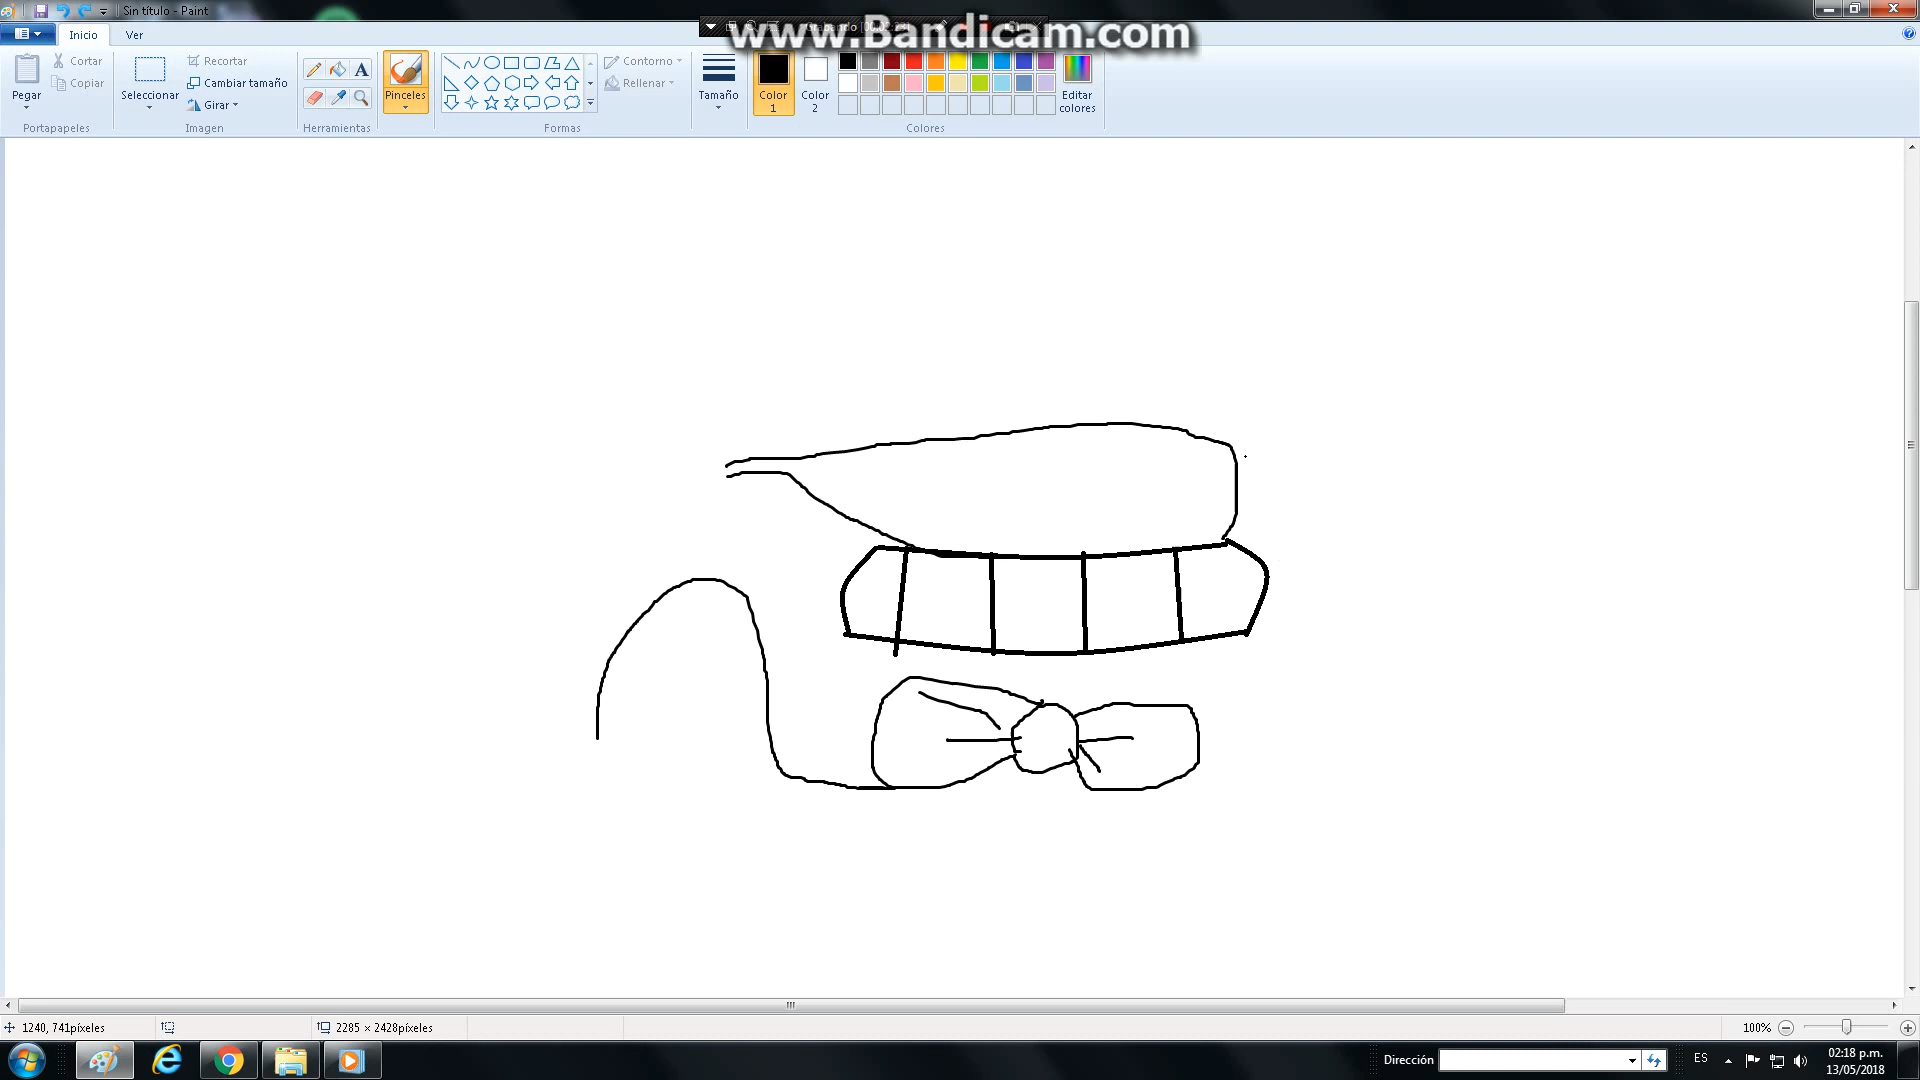 Sin título - Paint
www.Bandicam.com
Inicio
Ver
Pegar
Cortar
Copiar
Portapapeles
Seleccionar
Recortar
Cambiar tamaño
Girar
Imagen
A
Herramientas
Pinceles
Contorno
Rellenar
Formas
Tamaño
Color
1
Color
2
Editar
colores
Colores
1240, 741píxeles
2285 × 2428píxeles
100%
Dirección
ES
02:18 p.m.
13/05/2018